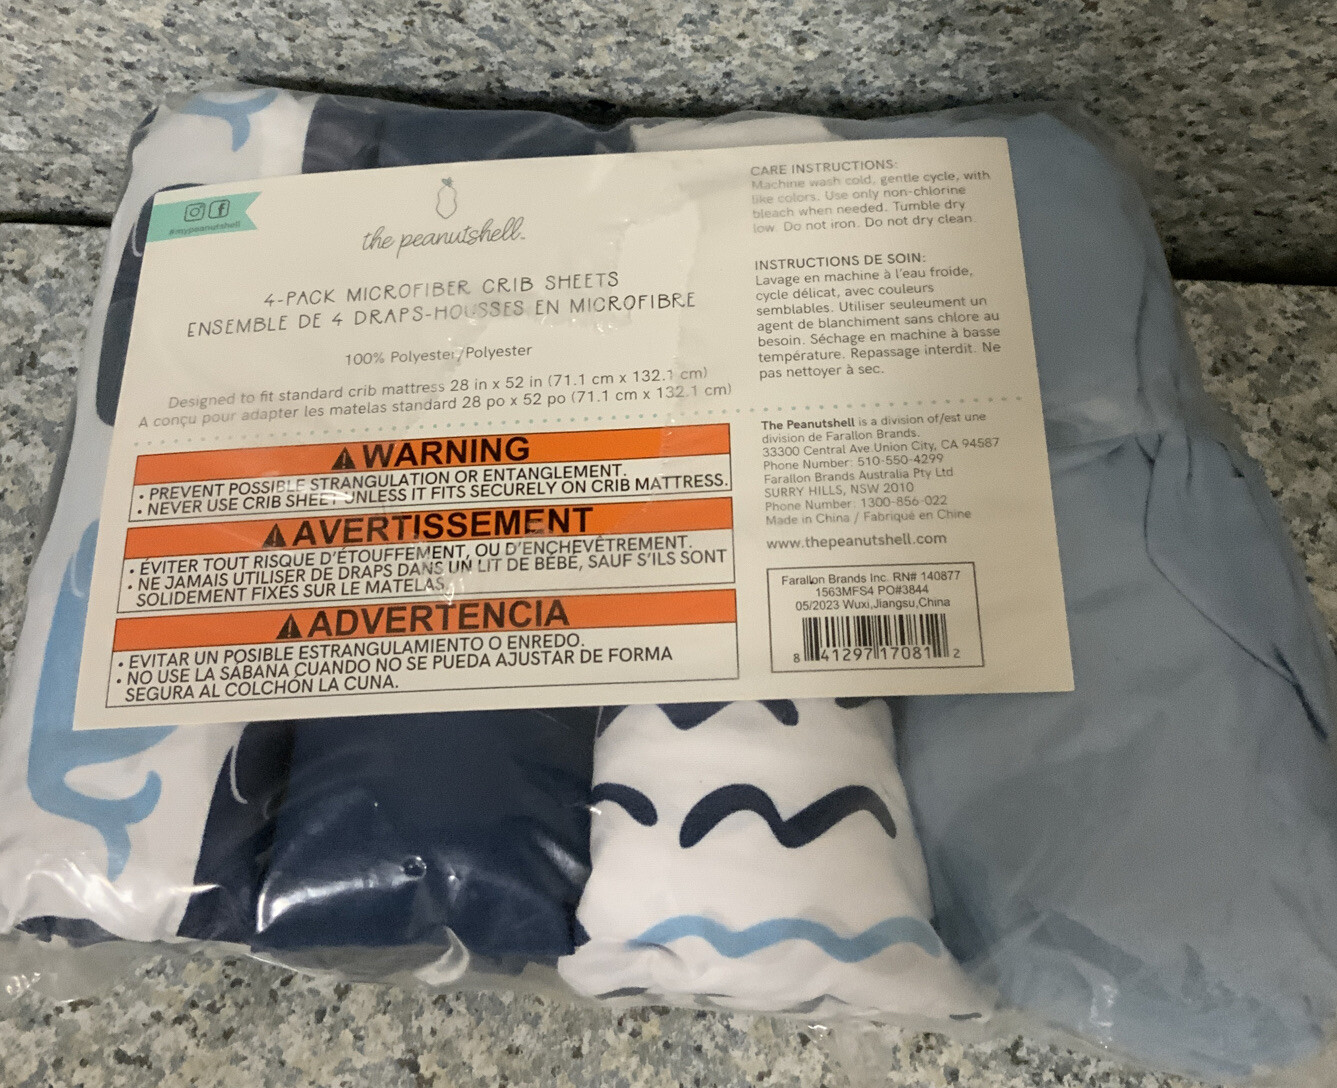 #mypeanutshell
the peanutshell™
4-PACK MICROFIBER CRIB SHEETS
ENSEMBLE DE 4 DRAPS-HOUSSES EN MICROFIBRE
100% Polyester/Polyester
Designed to fit standard crib mattress 28 in x 52 in (71.1 cm x 132.1 cm)
A conçu pour adapter les matelas standard 28 po x 52 po (71.1 cm x 132.1 cm)
WARNING
• PREVENT POSSIBLE STRANGULATION OR ENTANGLEMENT.
• NEVER USE CRIB SHEET UNLESS IT FITS SECURELY ON CRIB MATTRESS.
AVERTISSEMENT
• ÉVITER TOUT RISQUE D'ÉTOUFFEMENT, OU D'ENCHEVÊTREMENT.
• NE JAMAIS UTILISER DE DRAPS DANS UN LIT DE BÉBÉ, SAUF S'ILS SONT
SOLIDEMENT FIXÉS SUR LE MATELAS.
ADVERTENCIA
• EVITAR UN POSIBLE ESTRANGULAMIENTO O ENREDO.
• NO USE LA SÁBANA CUANDO NO SE PUEDA AJUSTAR DE FORMA
SEGURA AL COLCHÓN LA CUNA.
CARE INSTRUCTIONS:
Machine wash cold, gentle cycle, with
like colors. Use only non-chlorine
bleach when needed. Tumble dry
low. Do not iron. Do not dry clean.
INSTRUCTIONS DE SOIN:
Lavage en machine à l'eau froide,
cycle délicat, avec couleurs
semblables. Utiliser seuleument un
agent de blanchiment sans chlore au
besoin. Séchage en machine à basse
température. Repassage interdit. Ne
pas nettoyer à sec.
The Peanutshell is a division of/est une
division de Farallon Brands.
33300 Central Ave Union City, CA 94587
Phone Number: 510-550-4299
Farallon Brands Australia Pty Ltd
SURRY HILLS, NSW 2010
Phone Number: 1300-856-022
Made in China / Fabriqué en Chine
www.thepeanutshell.com
Farallon Brands Inc. RN# 140877
1563MFS4 PO#3844
05/2023 Wuxi,Jiangsu,China
8 41297 17081 2